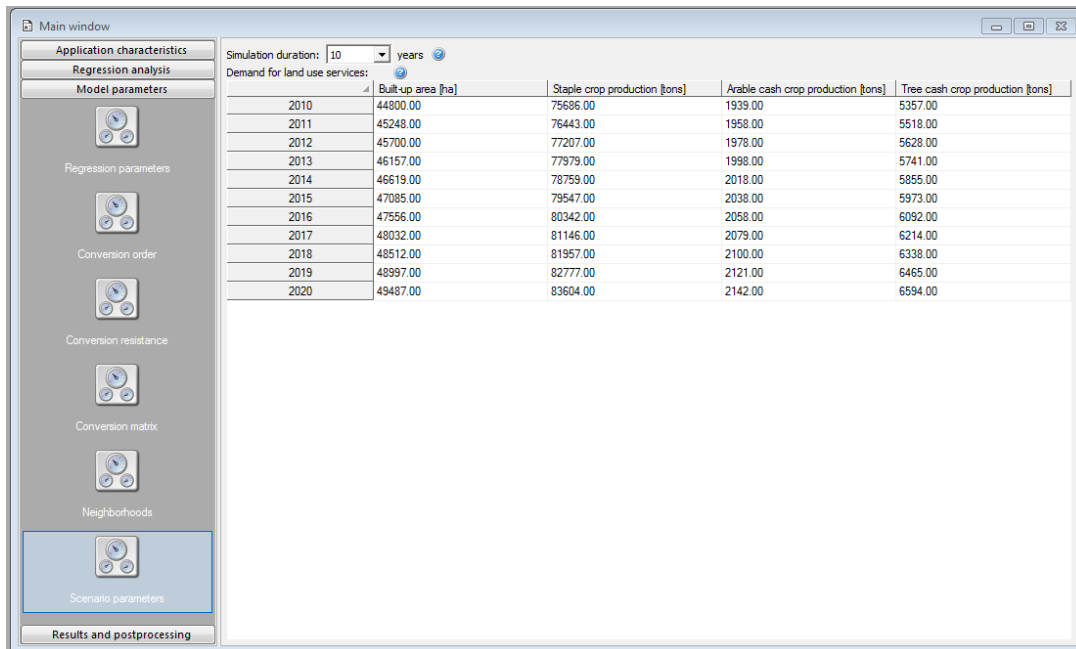 Main window
Application characteristics
Regression analysis
Model parameters
Regression parameters
Conversion order
Conversion resistance
Conversion matrix
Neighborhoods
Scenario parameters
Results and postprocessing
Simulation duration: 10 years
Demand for land use services:
Built-up area [ha] Staple crop production [tons] Arable cash crop production [tons] Tree cash crop production [tons]
2010 44800.00 75686.00 1939.00 5357.00
2011 45248.00 76443.00 1958.00 5518.00
2012 45700.00 77207.00 1978.00 5628.00
2013 46157.00 77979.00 1998.00 5741.00
2014 46619.00 78759.00 2018.00 5855.00
2015 47085.00 79547.00 2038.00 5973.00
2016 47556.00 80342.00 2058.00 6092.00
2017 48032.00 81146.00 2079.00 6214.00
2018 48512.00 81957.00 2100.00 6338.00
2019 48997.00 82777.00 2121.00 6465.00
2020 49487.00 83604.00 2142.00 6594.00